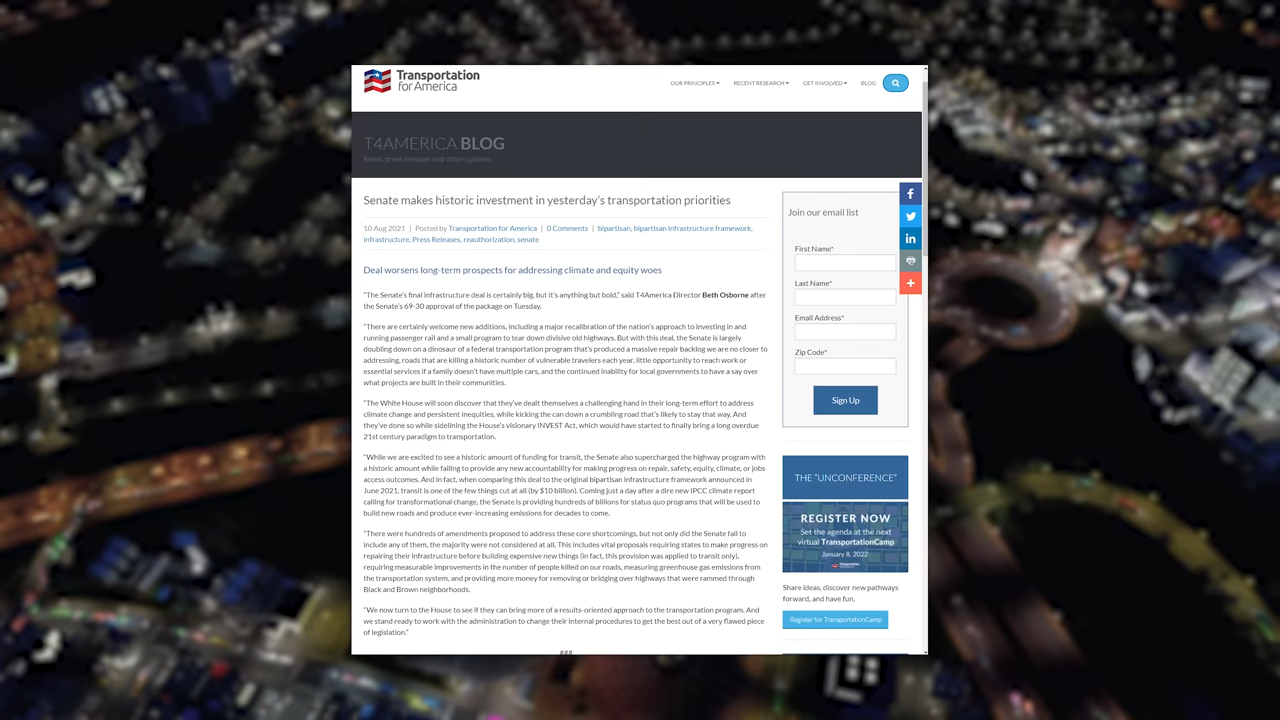 Transportation
for America
OUR PRINCIPLES RECENT RESEARCH GET INVOLVED BLOG
T4AMERICA BLOG
News, press releases and other updates
Senate makes historic investment in yesterday's transportation priorities
10 Aug 2021 | Posted by Transportation for America | 0 Comments | bipartisan, bipartisan infrastructure framework,
infrastructure, Press Releases, reauthorization, senate
Deal worsens long-term prospects for addressing climate and equity woes
"The Senate's final infrastructure deal is certainly big, but it's anything but bold," said T4America Director Beth Osborne after
the Senate's 69-30 approval of the package on Tuesday.
"There are certainly welcome new additions, including a major recalibration of the nation's approach to investing in and
running passenger rail and a small program to tear down divisive old highways. But with this deal, the Senate is largely
doubling down on a dinosaur of a federal transportation program that's produced a massive repair backlog we are no closer to
addressing, roads that are killing a historic number of vulnerable travelers each year, little opportunity to reach work or
essential services if a family doesn't have multiple cars, and the continued inability for local governments to have a say over
what projects are built in their communities.
"The White House will soon discover that they've dealt themselves a challenging hand in their long-term effort to address
climate change and persistent inequities, while kicking the can down a crumbling road that's likely to stay that way. And
they've done so while sidelining the House's visionary INVEST Act, which would have started to finally bring a long overdue
21st century paradigm to transportation.
"While we are excited to see a historic amount of funding for transit, the Senate also supercharged the highway program with
a historic amount while failing to provide any new accountability for making progress on repair, safety, equity, climate, or jobs
access outcomes. And in fact, when comparing this deal to the original bipartisan infrastructure framework announced in
June 2021, transit is one of the few things cut at all (by $10 billion). Coming just a day after a dire new IPCC climate report
calling for transformational change, the Senate is providing hundreds of billions for status quo programs that will be used to
build new roads and produce ever-increasing emissions for decades to come.
"There were hundreds of amendments proposed to address these core shortcomings, but not only did the Senate fail to
include any of them, the majority were not considered at all. This includes vital proposals requiring states to make progress on
repairing their infrastructure before building expensive new things (in fact, this provision was applied to transit only),
requiring measurable improvements in the number of people killed on our roads, measuring greenhouse gas emissions from
the transportation system, and providing more money for removing or bridging over highways that were rammed through
Black and Brown neighborhoods.
"We now turn to the House to see if they can bring more of a results-oriented approach to the transportation program. And
we stand ready to work with the administration to change their internal procedures to get the best out of a very flawed piece
of legislation."
###
Join our email list
First Name*
Last Name*
Email Address*
Zip Code*
Sign Up
THE "UNCONFERENCE"
REGISTER NOW
Set the agenda at the next
virtual TransportationCamp
January 8, 2022
Share ideas, discover new pathways
forward, and have fun.
Register for TransportationCamp